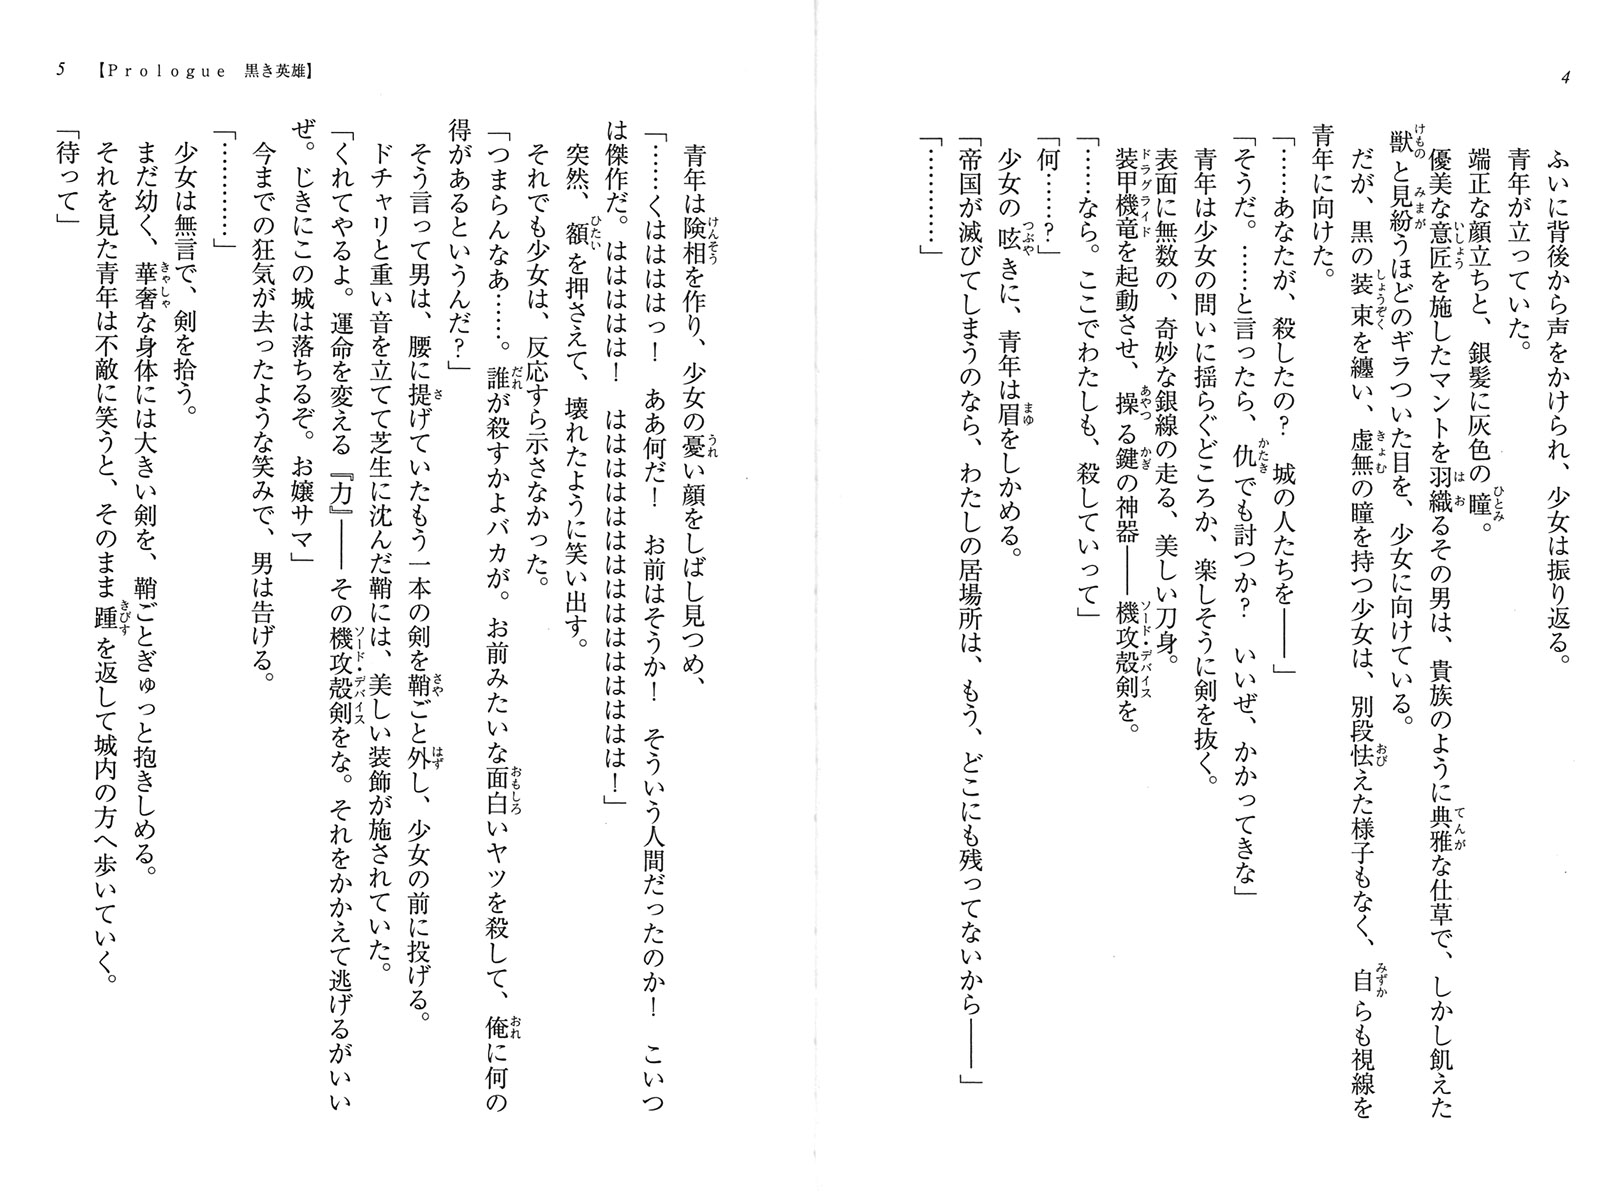 4
ふいに背後から声をかけられ、少女は振り返る。
青年が立っていた。
端正な顔立ちと、銀髪に灰色の瞳。
優美な意匠を施したマントを羽織るその男は、貴族のように典雅な仕草で、しかし飢えた
獣と見紛うほどのギラついた目を、少女に向けている。
だが、黒の装束を纏い、虚無の瞳を持つ少女は、別段怯えた様子もなく、自らも視線を
青年に向けた。
「……あなたが、殺したの？　城の人たちを――」
「そうだ。……と言ったら、仇でも討つか？　いいぜ、かかってきな」
青年は少女の問いに揺らぐどころか、楽しそうに剣を抜く。
表面に無数の、奇妙な銀線の走る、美しい刀身。
装甲機竜を起動させ、操る鍵の神器――機攻殻剣を。
「……なら。ここでわたしも、殺していって」
「何……？」
少女の呟きに、青年は眉をしかめる。
「帝国が滅びてしまうのなら、わたしの居場所は、もう、どこにも残ってないから――」
「…………」
5　【Prologue　黒き英雄】
青年は険相を作り、少女の憂い顔をしばし見つめ、
「……くはははっ！　ああ何だ！　お前はそうか！　そういう人間だったのか！　こいつ
は傑作だ。ははははは！　はははははははははははははははは！」
突然、額を押さえて、壊れたように笑い出す。
それでも少女は、反応すら示さなかった。
「つまらんなあ……。誰が殺すかよバカが。お前みたいな面白いヤツを殺して、俺に何の
得があるというんだ？」
そう言って男は、腰に提げていたもう一本の剣を鞘ごと外し、少女の前に投げる。
ドチャリと重い音を立てて芝生に沈んだ鞘には、美しい装飾が施されていた。
「くれてやるよ。運命を変える『力』――その機攻殻剣をな。それをかかえて逃げるがいい
ぜ。じきにこの城は落ちるぞ。お嬢サマ」
今までの狂気が去ったような笑みで、男は告げる。
「…………」
少女は無言で、剣を拾う。
まだ幼く、華奢な身体には大きい剣を、鞘ごとぎゅっと抱きしめる。
それを見た青年は不敵に笑うと、そのまま踵を返して城内の方へ歩いていく。
「待って」